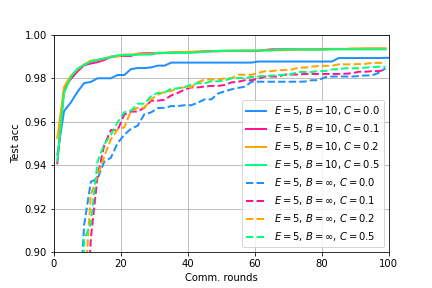 1.00
0.98
0.96
0.94
0.92
0.90
Test acc
0 20 40 60 80 100
Comm. rounds
E = 5, B = 10, C = 0.0
E = 5, B = 10, C = 0.1
E = 5, B = 10, C = 0.2
E = 5, B = 10, C = 0.5
E = 5, B = ∞, C = 0.0
E = 5, B = ∞, C = 0.1
E = 5, B = ∞, C = 0.2
E = 5, B = ∞, C = 0.5